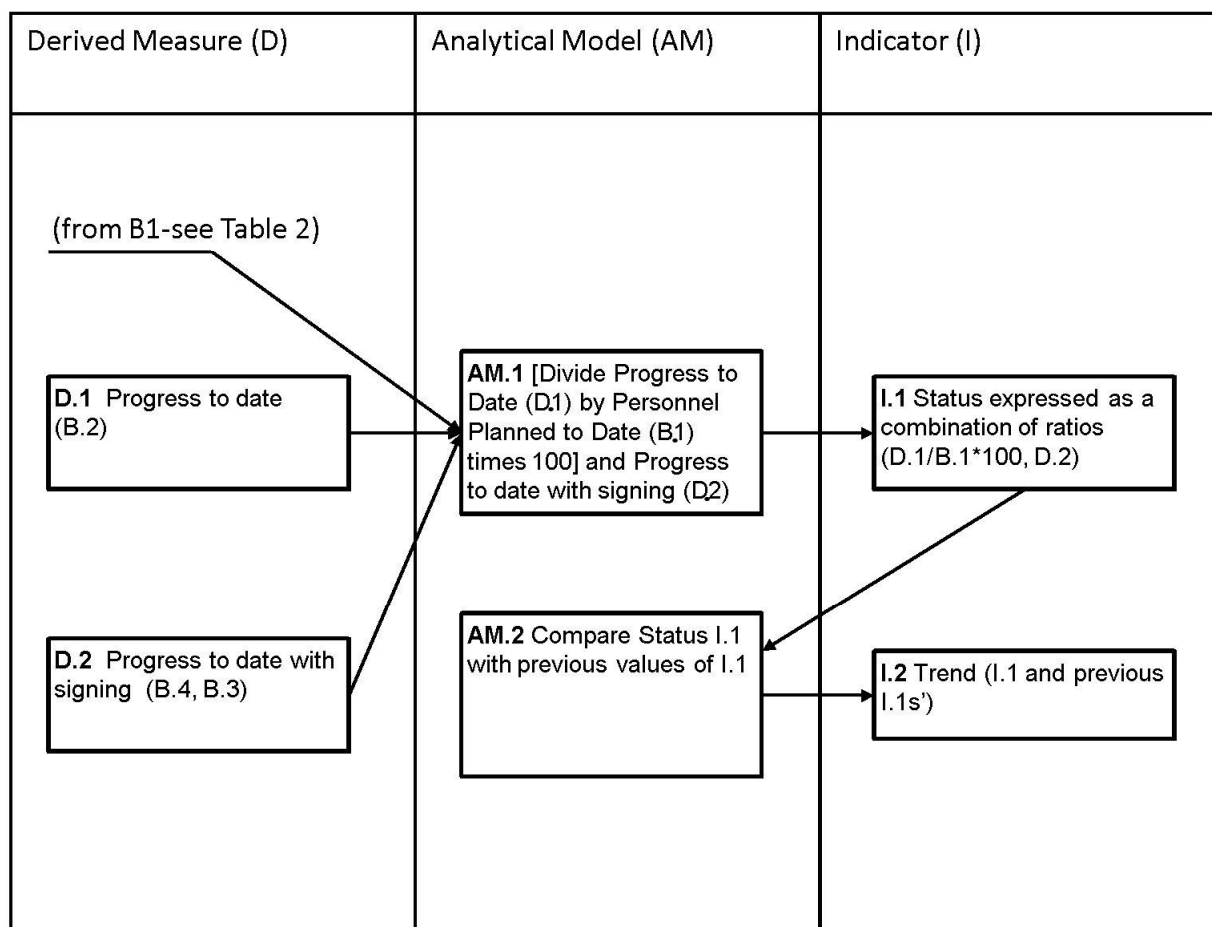 Derived Measure (D)
Analytical Model (AM)
Indicator (I)
(from B1-see Table 2)
D.1 Progress to date
(B.2)
AM.1 [Divide Progress to
Date (D.1) by Personnel
Planned to Date (B.1)
times 100] and Progress
to date with signing (D.2)
I.1 Status expressed as a
combination of ratios
(D.1/B.1*100, D.2)
D.2 Progress to date with
signing (B.4, B.3)
AM.2 Compare Status I.1
with previous values of I.1
I.2 Trend (I.1 and previous
I.1s’)